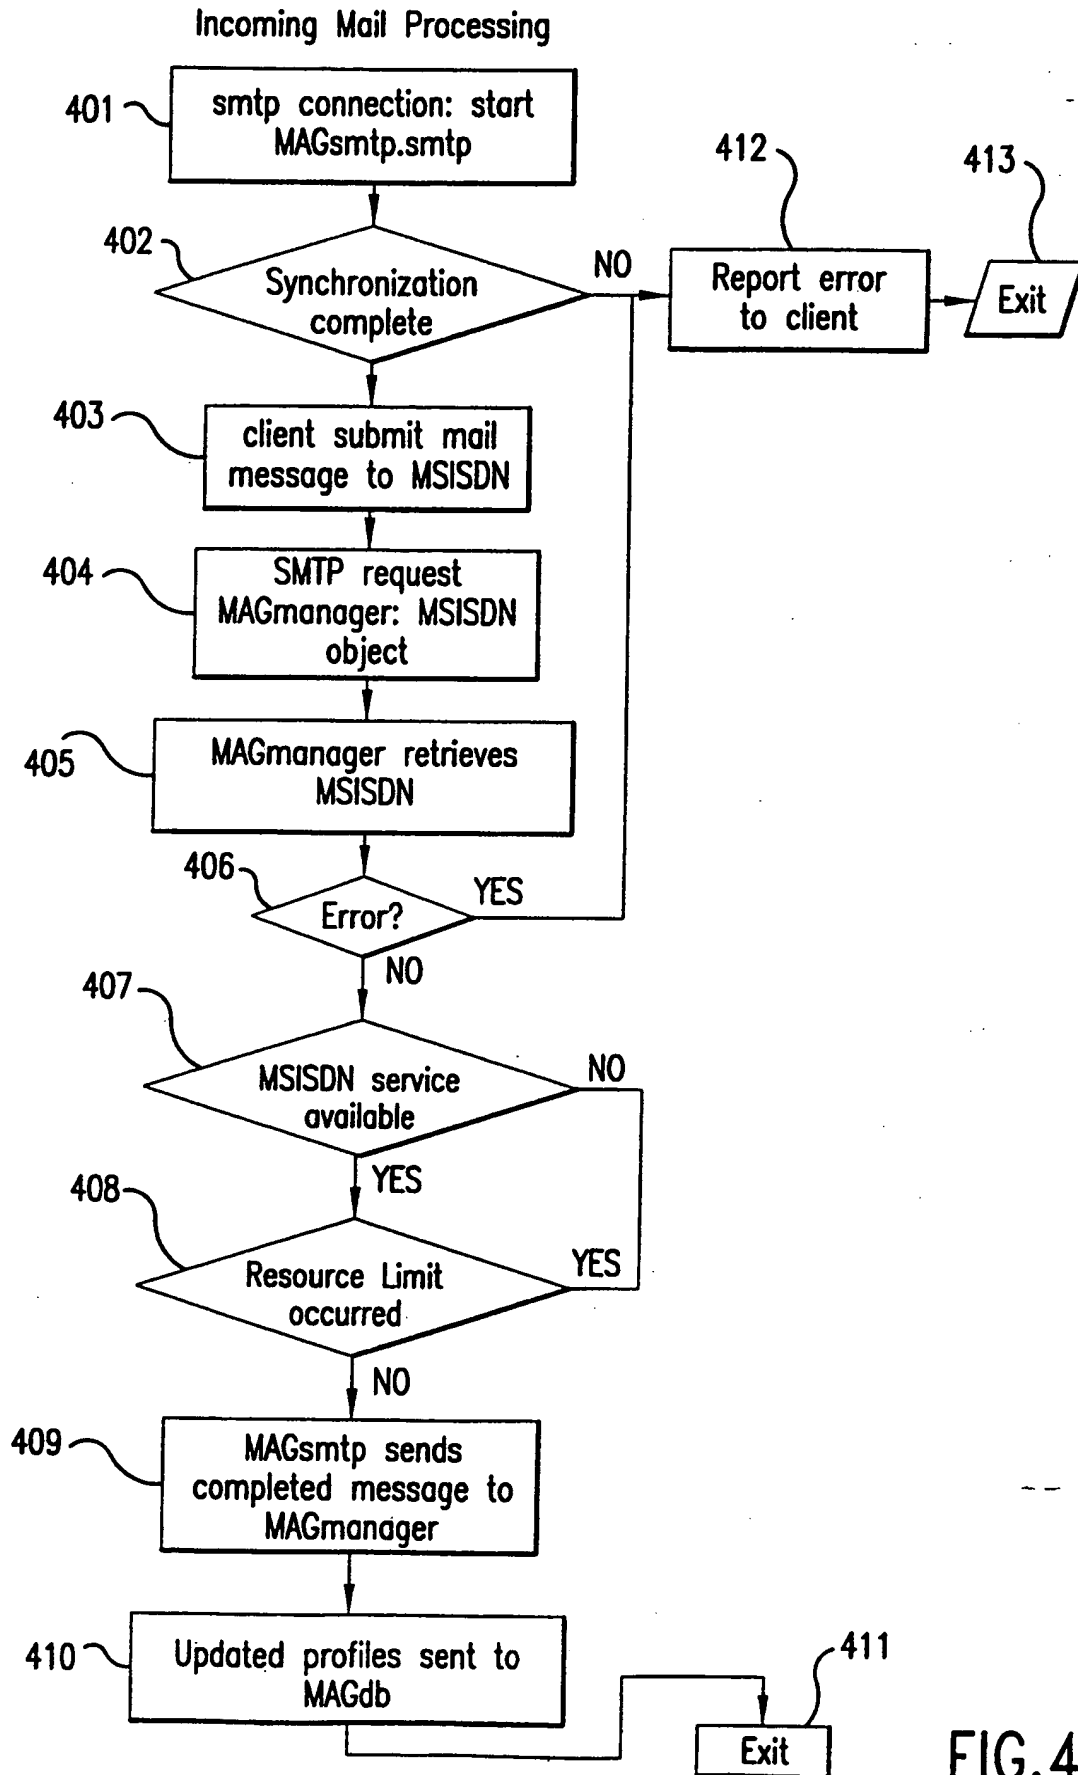 Incoming Mail Processing
401
smtp connection: start
MAGsmtp.smtp
412
413
402
Synchronization
complete
NO
Report error
to client
Exit
403
client submit mail
message to MSISDN
404
SMTP request
MAGmanager: MSISDN
object
405
MAGmanager retrieves
MSISDN
406
Error?
YES
NO
407
MSISDN service
available
NO
YES
408
Resource Limit
occurred
YES
NO
409
MAGsmtp sends
completed message to
MAGmanager
410
Updated profiles sent to
MAGdb
411
Exit
FIG.4